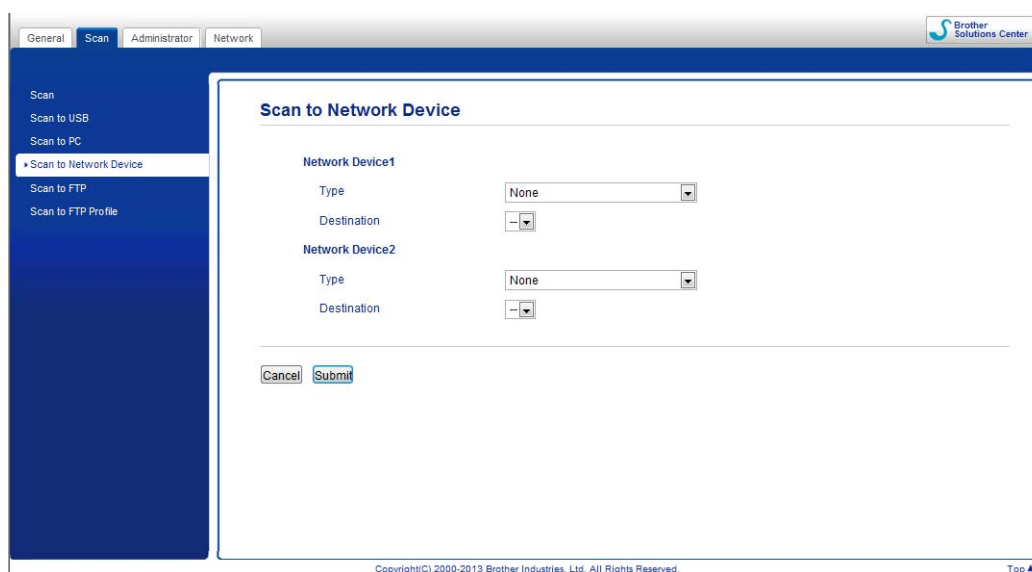 General Scan Administrator Network
Brother
Solutions Center
Scan
Scan to USB
Scan to PC
Scan to Network Device
Scan to FTP
Scan to FTP Profile
Scan to Network Device
Network Device1
Type None
Destination --
Network Device2
Type None
Destination --
Cancel Submit
Copyright(C) 2000-2013 Brother Industries, Ltd. All Rights Reserved.
Top